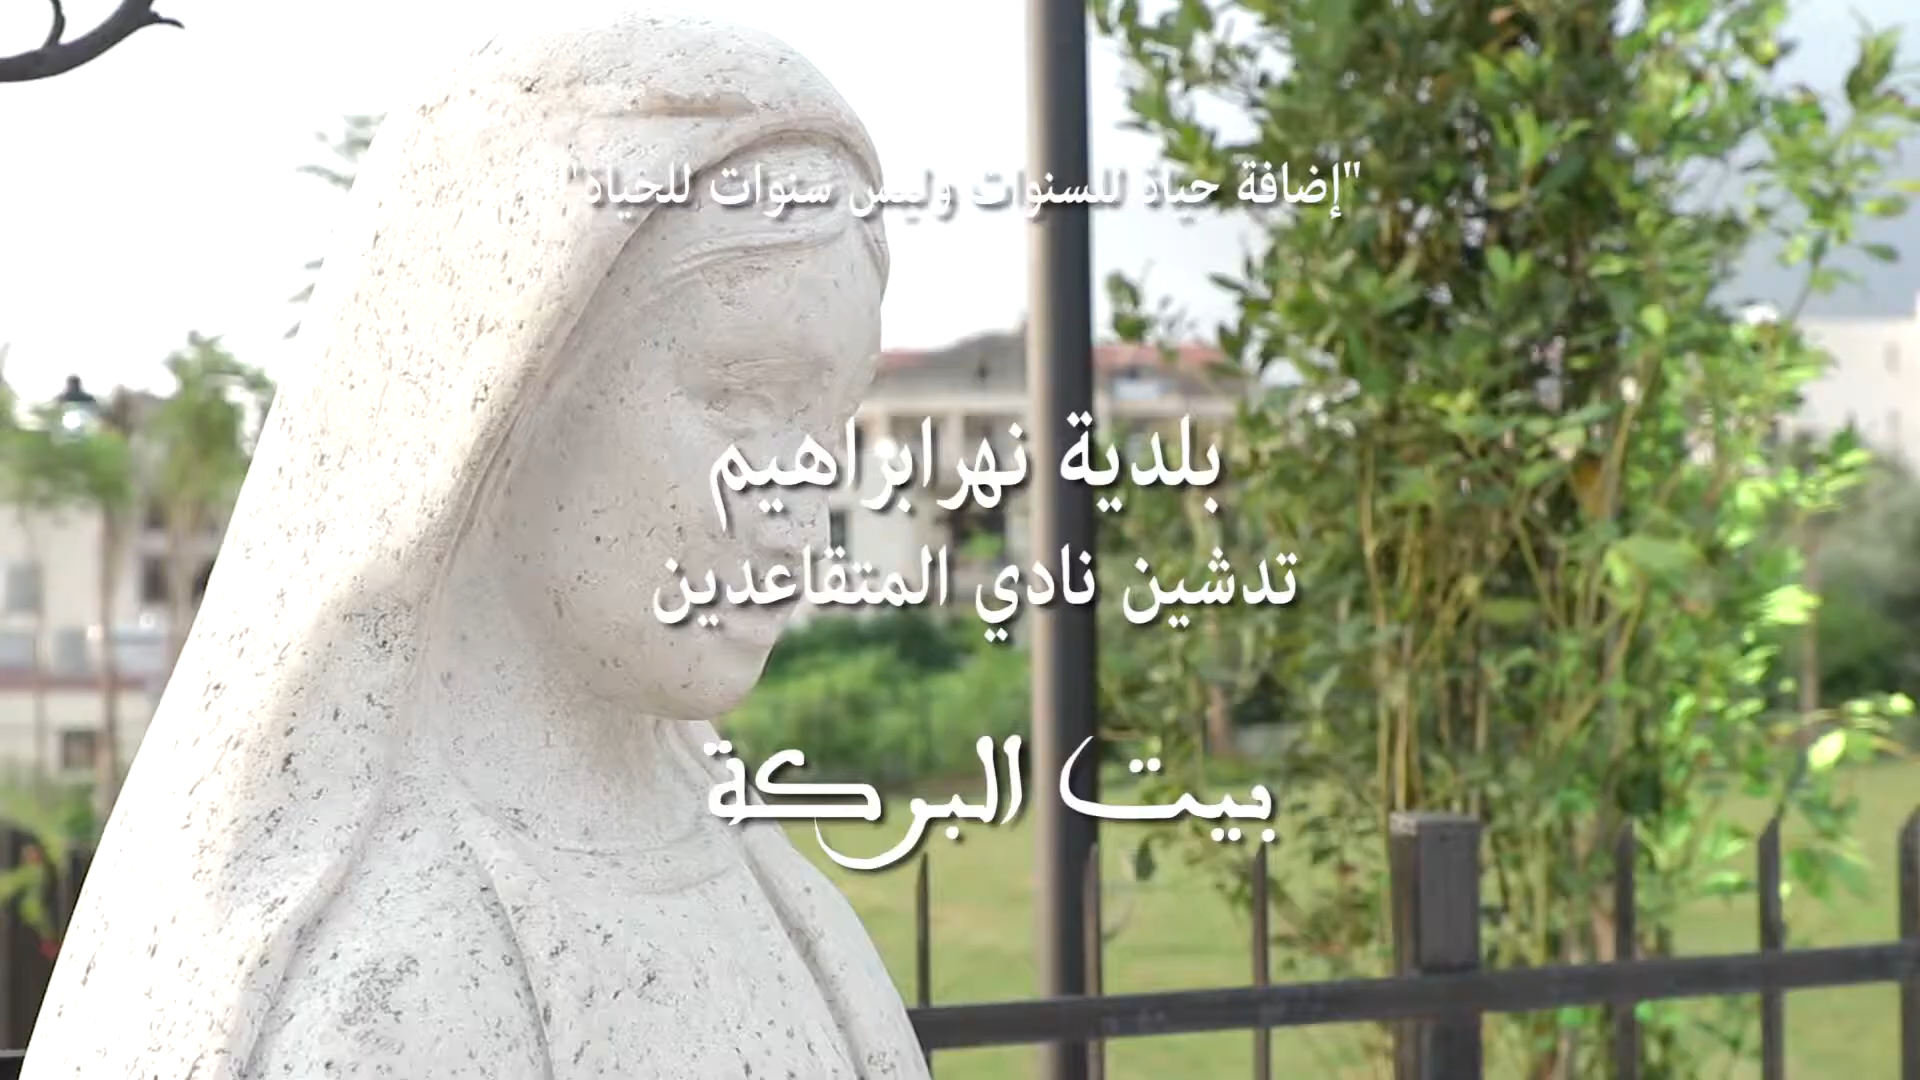 "إضافة حياة للسنوات وليس سنوات للحياة"
بلدية نهرابراهيم
تدشين نادي المتقاعدين
بيت البركة